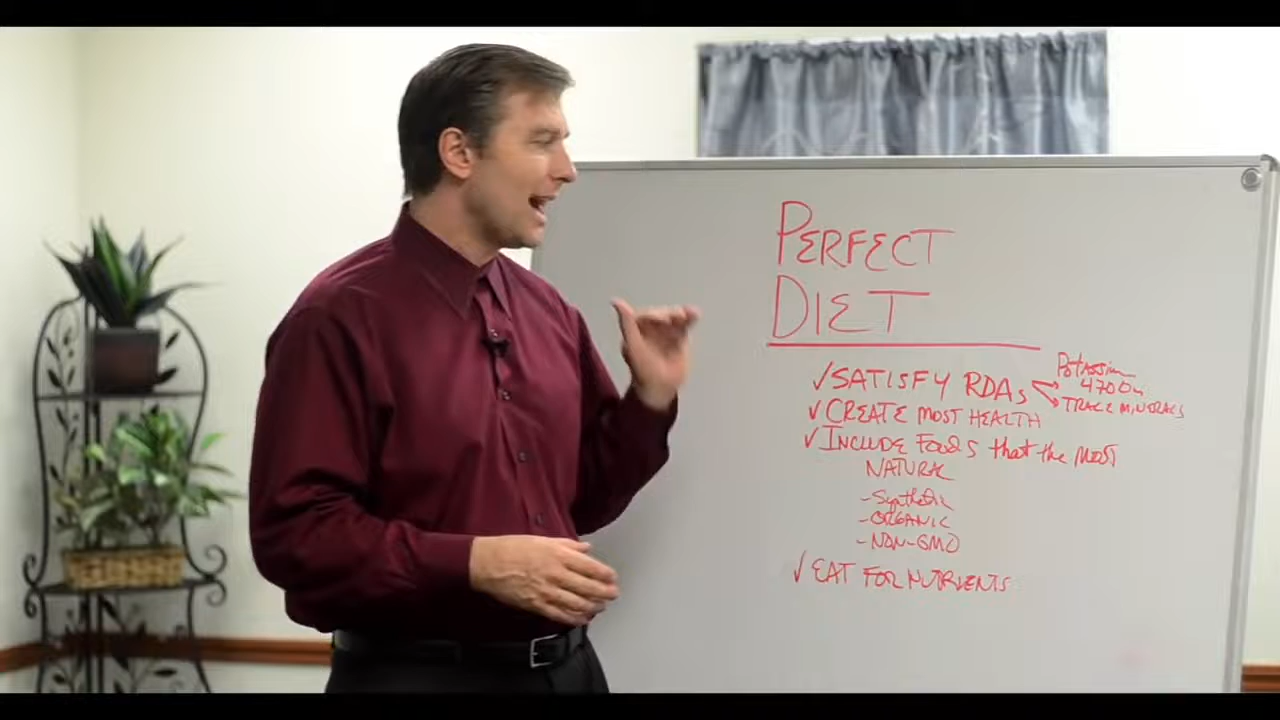 PERFECT
DIET
✓SATISFY RDAs
Potassium
4700
TRACE MINERALS
✓CREATE MOST HEALTH
✓INCLUDE FOODS that the MOST
NATURAL
-Synthetic
-ORGANIC
-NON-GMO
✓EAT FOR NUTRIENTS